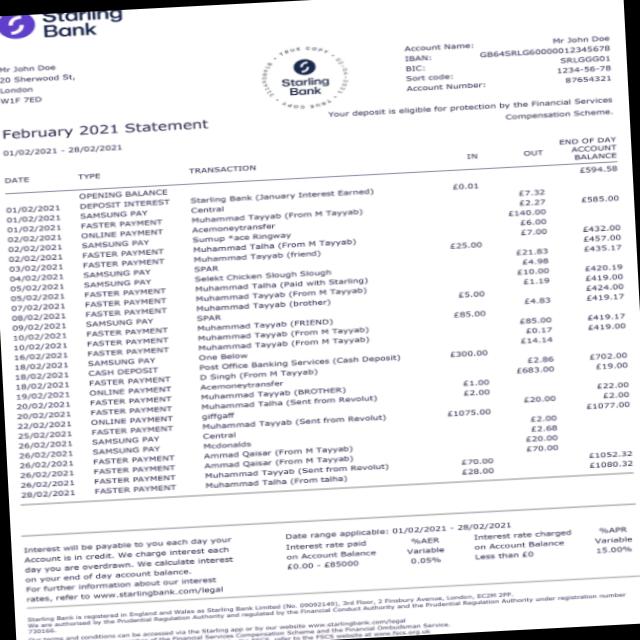 Starling
Bank
Mr John Doe
20 Sherwood St,
London
W1F 7ED
TRUE COPY
Starling
Bank
TRUE COPY
Account Name: Mr John Doe
IBAN: GB64SRLG60000012345678
BIC: SRLGGG01
Sort code: 1234-56-78
Account Number: 87654321
Your deposit is eligible for protection by the Financial Services
Compensation Scheme.
February 2021 Statement
01/02/2021 - 28/02/2021
DATE TYPE TRANSACTION
OPENING BALANCE
01/02/2021 DEPOSIT INTEREST Starling Bank (January Interest Earned)
01/02/2021 SAMSUNG PAY Central
01/02/2021 FASTER PAYMENT Muhammad Tayyab (From M Tayyab)
02/02/2021 ONLINE PAYMENT Acemoneytransfer
02/02/2021 SAMSUNG PAY Sumup *ace Ringway
02/02/2021 FASTER PAYMENT Muhammad Talha (From M Tayyab)
03/02/2021 FASTER PAYMENT Muhammad Tayyab (friend)
04/02/2021 SAMSUNG PAY SPAR
05/02/2021 SAMSUNG PAY Selekt Chicken Slough Slough
05/02/2021 FASTER PAYMENT Muhammad Talha (Paid with Starling)
07/02/2021 FASTER PAYMENT Muhammad Tayyab (From M Tayyab)
08/02/2021 FASTER PAYMENT Muhammad Tayyab (brother)
09/02/2021 SAMSUNG PAY SPAR
10/02/2021 FASTER PAYMENT Muhammad Tayyab (FRIEND)
10/02/2021 FASTER PAYMENT Muhammad Tayyab (From M Tayyab)
16/02/2021 FASTER PAYMENT Muhammad Tayyab (From M Tayyab)
18/02/2021 SAMSUNG PAY One Below
18/02/2021 CASH DEPOSIT Post Office Banking Services (Cash Deposit)
18/02/2021 FASTER PAYMENT D Singh (From M Tayyab)
19/02/2021 ONLINE PAYMENT Acemoneytransfer
20/02/2021 FASTER PAYMENT Muhammad Tayyab (BROTHER)
20/02/2021 FASTER PAYMENT Muhammad Talha (Sent from Revolut)
22/02/2021 ONLINE PAYMENT giffgaff
25/02/2021 FASTER PAYMENT Muhammad Tayyab (Sent from Revolut)
26/02/2021 SAMSUNG PAY Central
26/02/2021 SAMSUNG PAY Mcdonalds
26/02/2021 FASTER PAYMENT Ammad Qaisar (From M Tayyab)
26/02/2021 FASTER PAYMENT Ammad Qaisar (From M Tayyab)
26/02/2021 FASTER PAYMENT Muhammad Tayyab (Sent from Revolut)
28/02/2021 FASTER PAYMENT Muhammad Talha (From talha)
IN
£0.01
£25.00
£5.00
£85.00
£300.00
£1.00
£2.00
£1075.00
£70.00
£28.00
OUT
£7.32
£2.27
£140.00
£6.00
£7.00
£21.83
£4.98
£10.00
£1.19
£4.83
£85.00
£0.17
£14.14
£2.86
£683.00
£20.00
£2.00
£2.68
£20.00
£70.00
END OF DAY
ACCOUNT
BALANCE
£594.58
£585.00
£432.00
£457.00
£435.17
£420.19
£419.00
£424.00
£419.17
£419.17
£419.00
£702.00
£19.00
£22.00
£2.00
£1077.00
£1052.32
£1080.32
Interest will be payable to you each day your
Account is in credit. We charge interest each
day you are overdrawn. We calculate interest
on your end of day account balance.
For further information about our interest
rates, refer to www.starlingbank.com/legal
Date range applicable: 01/02/2021 - 28/02/2021
Interest rate paid
on Account Balance
£0.00 - £85000
%AER
Variable
0.05%
Interest rate charged
on Account Balance
Less than £0
%APR
Variable
15.00%
Starling Bank is registered in England and Wales as Starling Bank Limited (No. 09092149), 3rd Floor, 2 Finsbury Avenue, London, EC2M 2PP.
We are authorised by the Prudential Regulation Authority and regulated by the Financial Conduct Authority and the Prudential Regulation Authority under registration number
730166.
Our terms and conditions can be accessed via the Starling app or by our website www.starlingbank.com/legal
Financial Services Compensation Scheme and the Financial Ombudsman Service.
refer to the FSCS website at www.fscs.org.uk